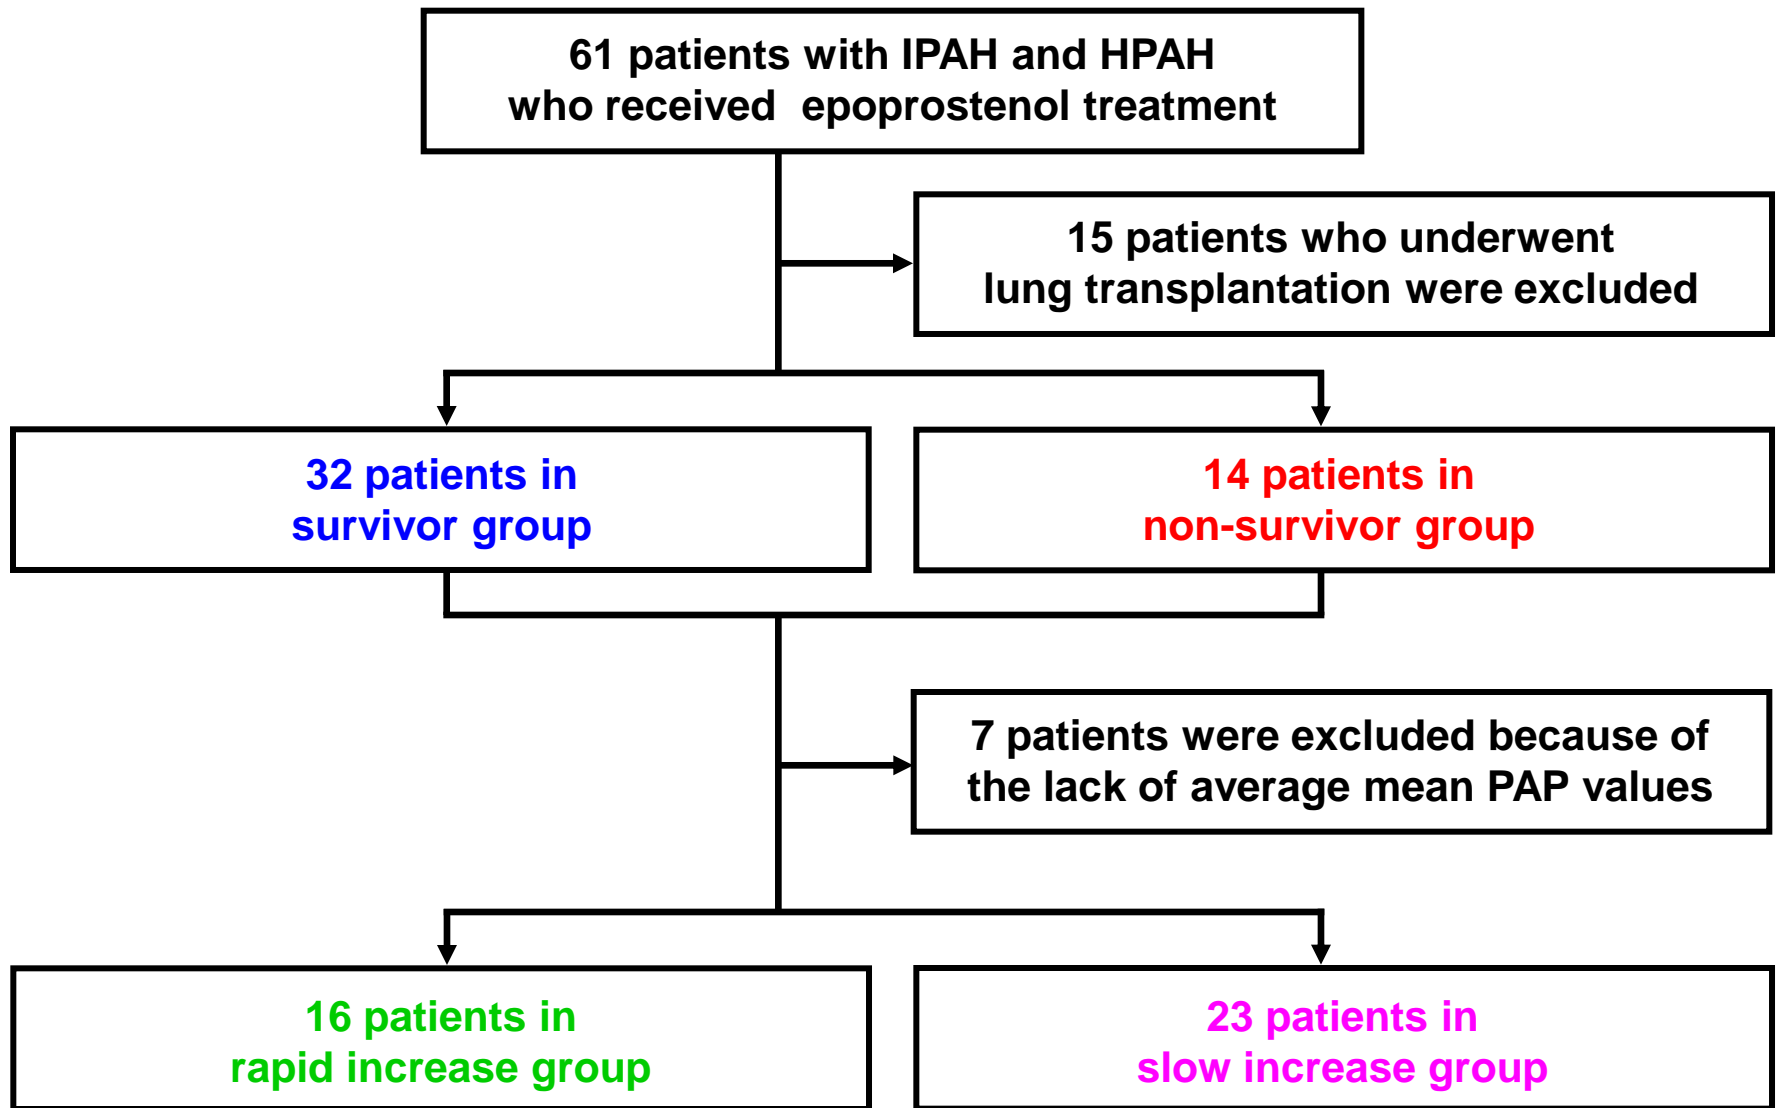 61 patients with IPAH and HPAH
who received epoprostenol treatment
15 patients who underwent
lung transplantation were excluded
32 patients in
survivor group
14 patients in
non-survivor group
7 patients were excluded because of
the lack of average mean PAP values
16 patients in
rapid increase group
23 patients in
slow increase group